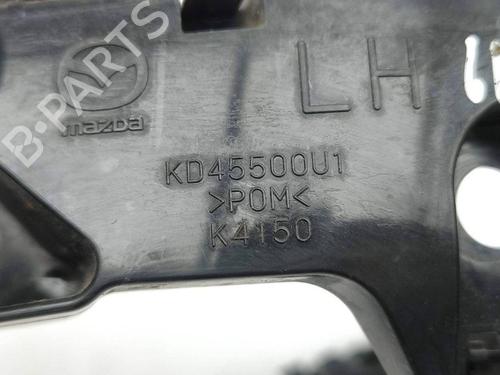 B-PARTS
LH
mazda
KD45500U1
>POM<
K4150